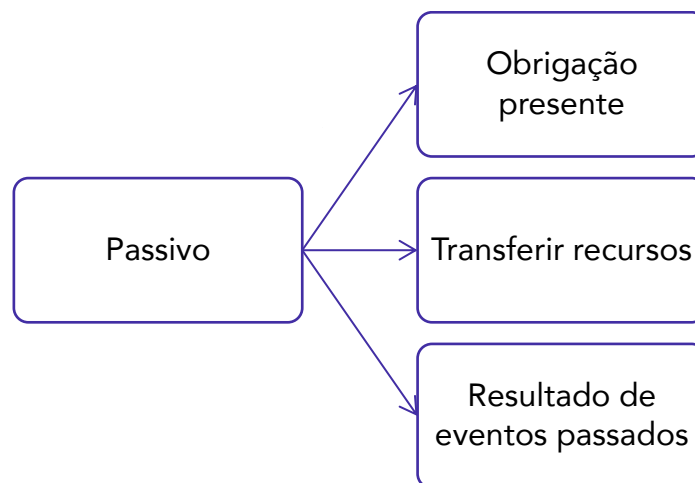 Obrigação
presente
Passivo
Transferir recursos
Resultado de
eventos passados